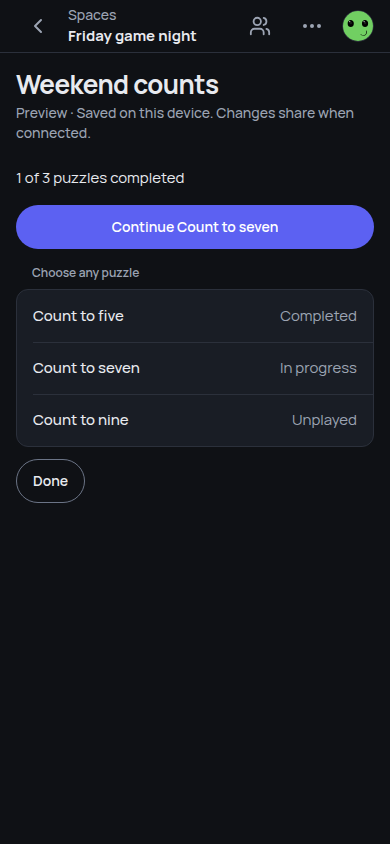 Spaces
Friday game night
Weekend counts
Preview · Saved on this device. Changes share when
connected.
1 of 3 puzzles completed
Continue Count to seven
Choose any puzzle
Count to five Completed
Count to seven In progress
Count to nine Unplayed
Done